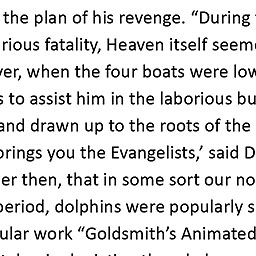 the plan of his revenge. “During
rious fatality, Heaven itself seem
ver, when the four boats were low
s to assist him in the laborious bu
and drawn up to the roots of the
brings you the Evangelists,’ said D
er then, that in some sort our no
period, dolphins were popularly s
ular work “Goldsmith’s Animated